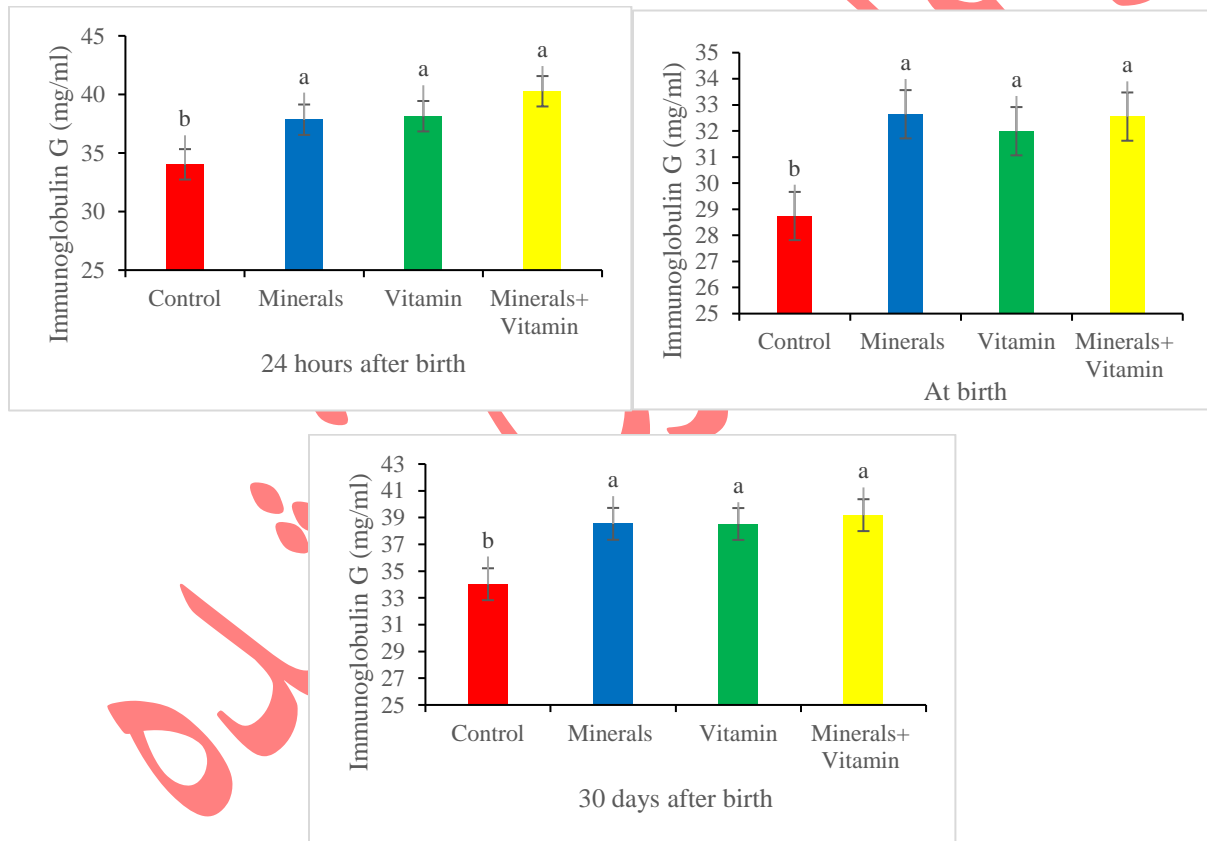 Immunoglobulin G (mg/ml)
45
40
35
30
25
b
a
a
a
Control
Minerals
Vitamin
Minerals+
Vitamin
24 hours after birth
Immunoglobulin G (mg/ml)
35
34
33
32
31
30
29
28
27
26
25
b
a
a
a
Control
Minerals
Vitamin
Minerals+
Vitamin
At birth
Immunoglobulin G (mg/ml)
43
41
39
37
35
33
31
29
27
25
b
a
a
a
Control
Minerals
Vitamin
Minerals+
Vitamin
30 days after birth